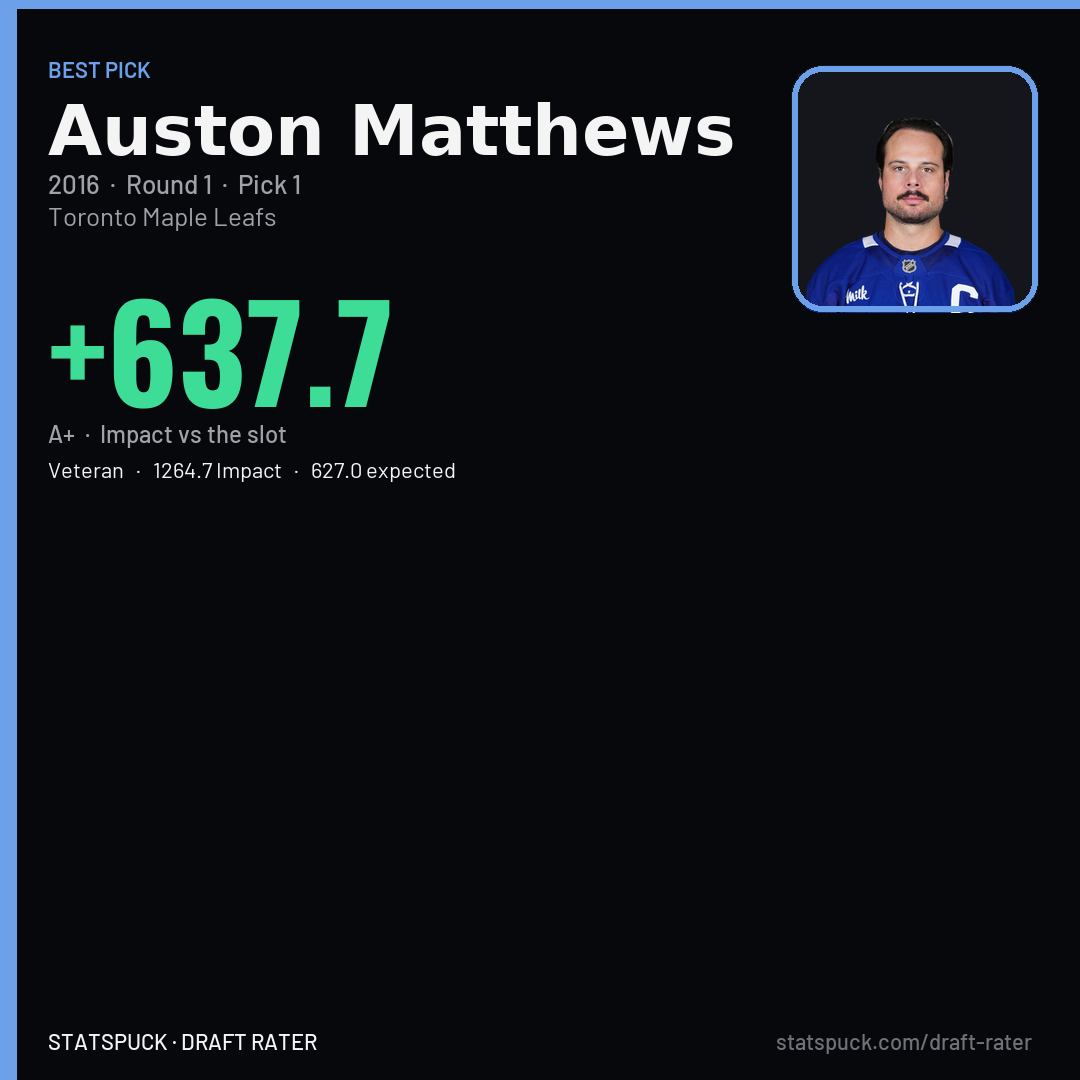 BEST PICK
Auston Matthews
2016 · Round 1 · Pick 1
Toronto Maple Leafs
+637.7
A+ · Impact vs the slot
Veteran · 1264.7 Impact · 627.0 expected
Milk
C
STATSPUCK · DRAFT RATER
statspuck.com/draft-rater